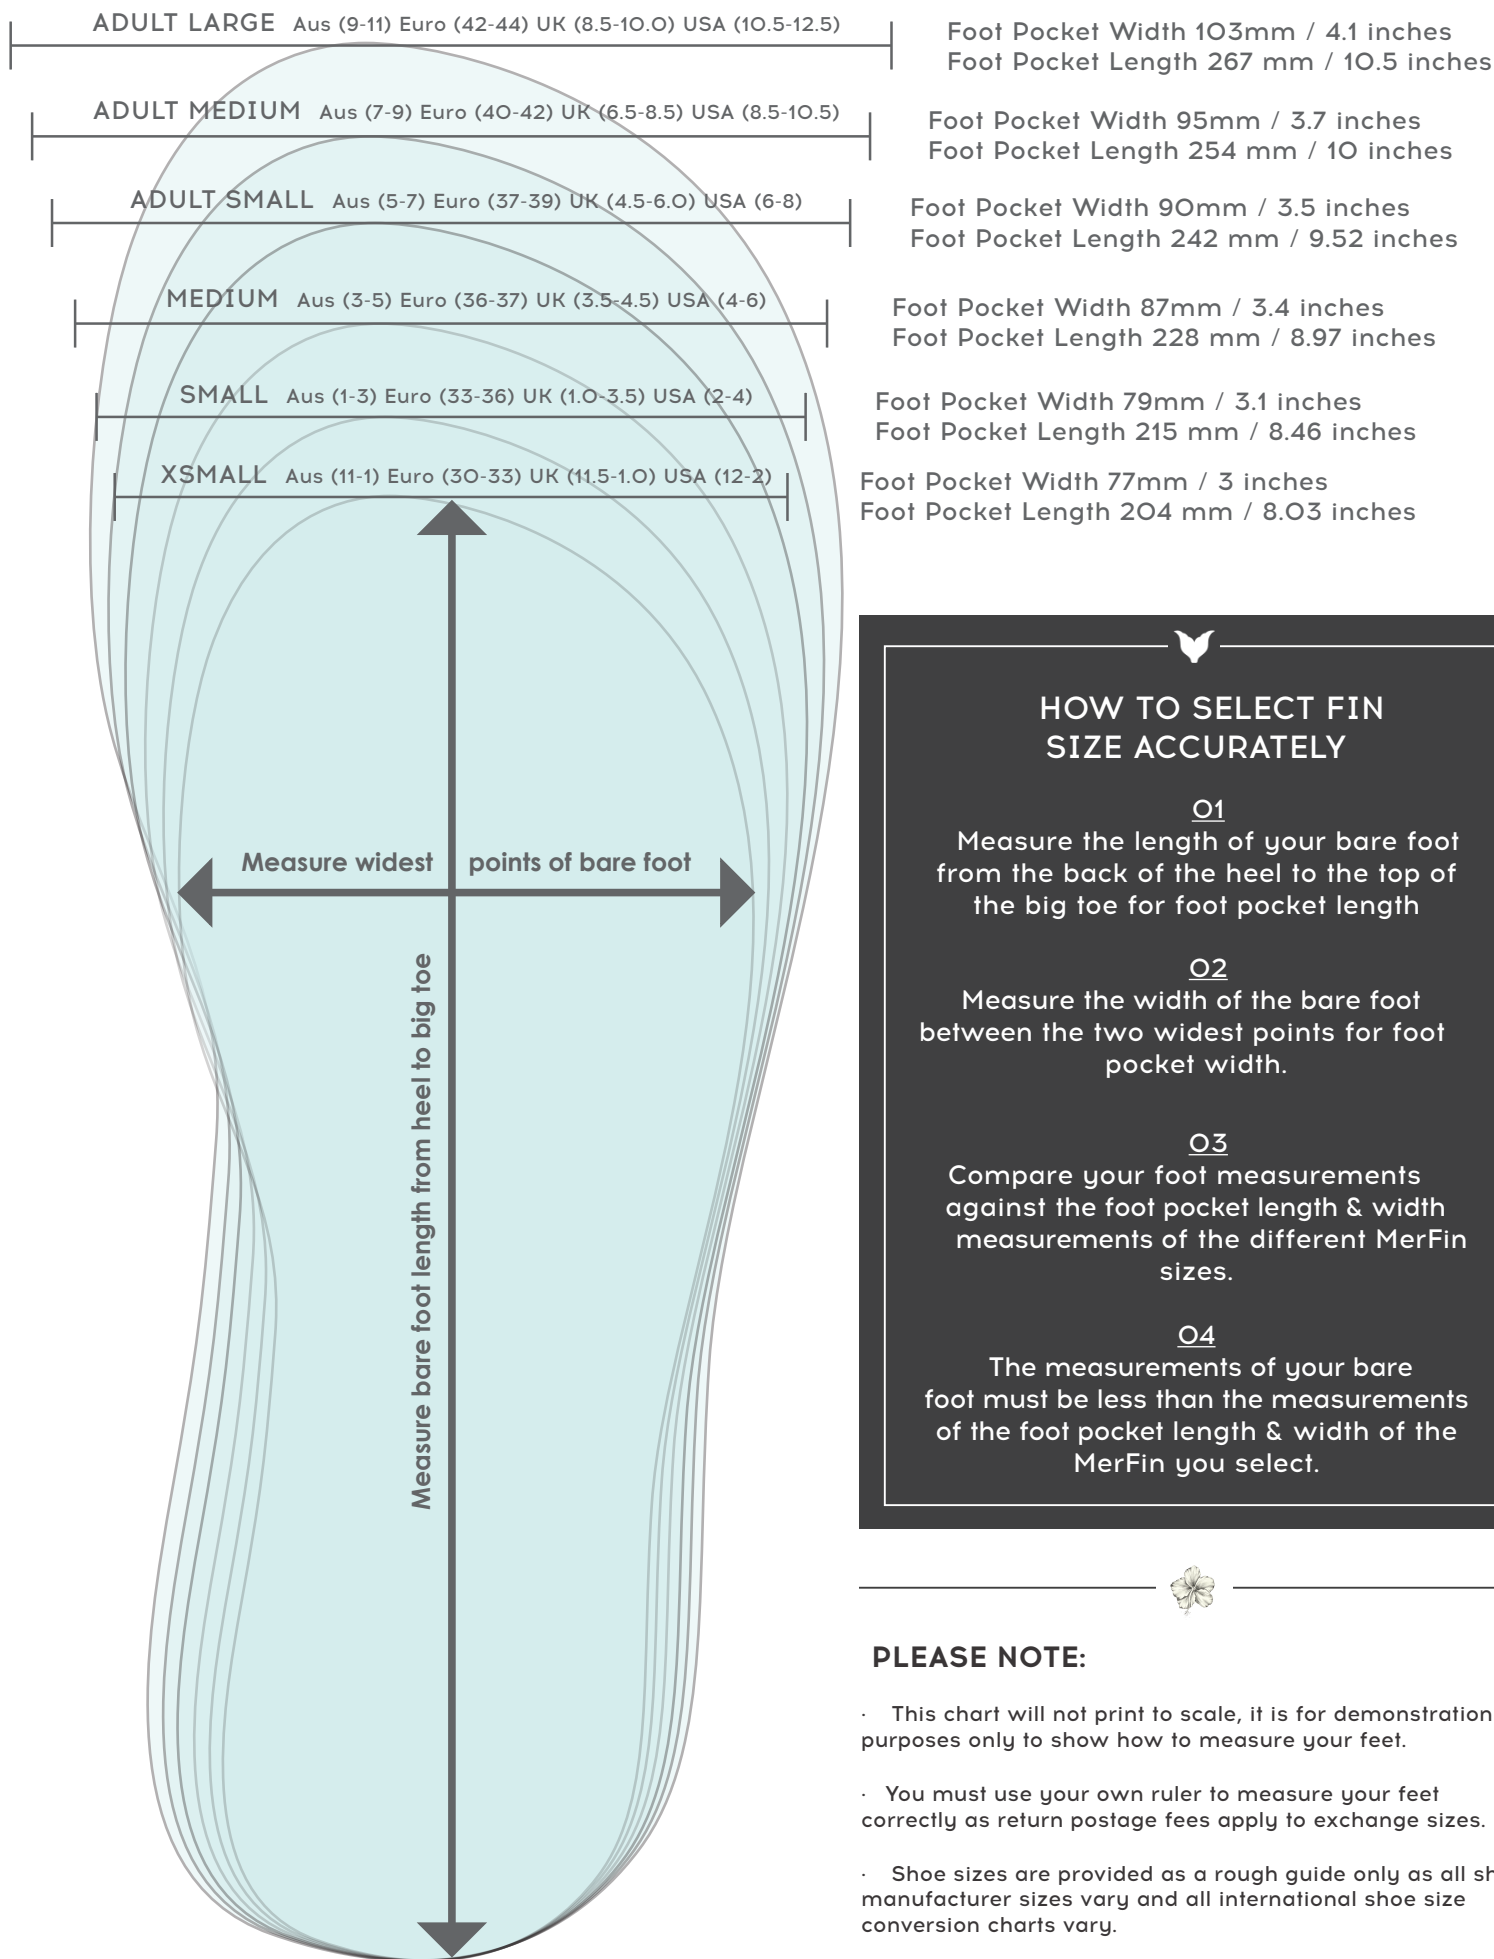 ADULT LARGE Aus (9-11) Euro (42-44) UK (8.5-10.0) USA (10.5-12.5)
Foot Pocket Width 103mm / 4.1 inches
Foot Pocket Length 267 mm / 10.5 inches
ADULT MEDIUM Aus (7-9) Euro (40-42) UK (6.5-8.5) USA (8.5-10.5)
Foot Pocket Width 95mm / 3.7 inches
Foot Pocket Length 254 mm / 10 inches
ADULT SMALL Aus (5-7) Euro (37-39) UK (4.5-6.0) USA (6-8)
Foot Pocket Width 90mm / 3.5 inches
Foot Pocket Length 242 mm / 9.52 inches
MEDIUM Aus (3-5) Euro (36-37) UK (3.5-4.5) USA (4-6)
Foot Pocket Width 87mm / 3.4 inches
Foot Pocket Length 228 mm / 8.97 inches
SMALL Aus (1-3) Euro (33-36) UK (1.0-3.5) USA (2-4)
Foot Pocket Width 79mm / 3.1 inches
Foot Pocket Length 215 mm / 8.46 inches
XSMALL Aus (11-1) Euro (30-33) UK (11.5-1.0) USA (12-2)
Foot Pocket Width 77mm / 3 inches
Foot Pocket Length 204 mm / 8.03 inches
Measure widest points of bare foot
Measure bare foot length from heel to big toe
HOW TO SELECT FIN
SIZE ACCURATELY
01
Measure the length of your bare foot
from the back of the heel to the top of
the big toe for foot pocket length
02
Measure the width of the bare foot
between the two widest points for foot
pocket width.
03
Compare your foot measurements
against the foot pocket length & width
measurements of the different MerFin
sizes.
04
The measurements of your bare
foot must be less than the measurements
of the foot pocket length & width of the
MerFin you select.
PLEASE NOTE:
· This chart will not print to scale, it is for demonstration
purposes only to show how to measure your feet.
· You must use your own ruler to measure your feet
correctly as return postage fees apply to exchange sizes.
· Shoe sizes are provided as a rough guide only as all sh
manufacturer sizes vary and all international shoe size
conversion charts vary.